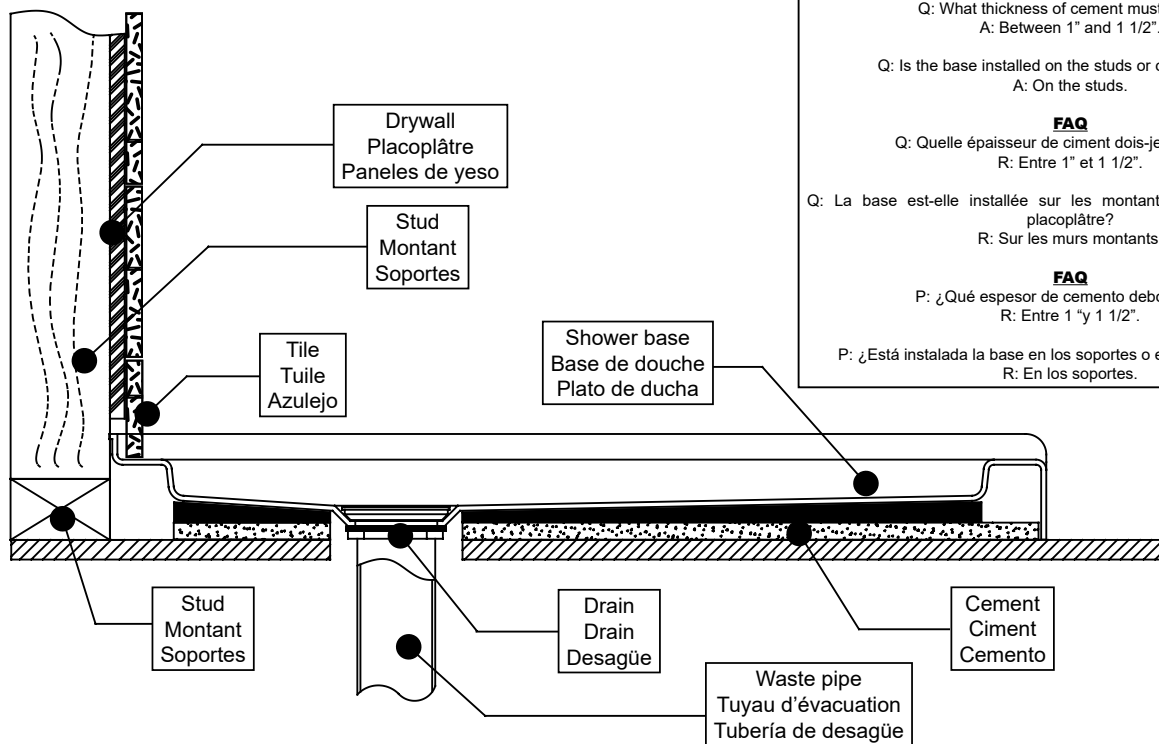 Q: What thickness of cement must
A: Between 1” and 1 1/2”.
Q: Is the base installed on the studs or
A: On the studs.
FAQ
Q: Quelle épaisseur de ciment dois-je
R: Entre 1” et 1 1/2”.
Q: La base est-elle installée sur les montant
placoplâtre?
R: Sur les murs montants
FAQ
P: ¿Qué espesor de cemento debo
R: Entre 1 “y 1 1/2”.
P: ¿Está instalada la base en los soportes o
R: En los soportes.
Drywall
Placoplâtre
Paneles de yeso
Stud
Montant
Soportes
Tile
Tuile
Azulejo
Shower base
Base de douche
Plato de ducha
Stud
Montant
Soportes
Drain
Drain
Desagüe
Cement
Ciment
Cemento
Waste pipe
Tuyau d’évacuation
Tubería de desagüe